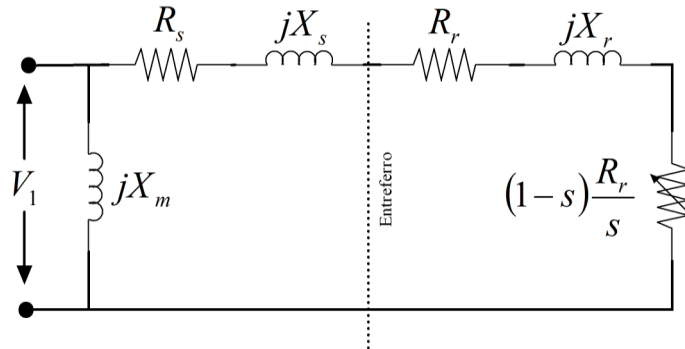 R_s
jX_s
R_r
jX_r
V_1
jX_m
Entreferro
(1-s) R_r/s